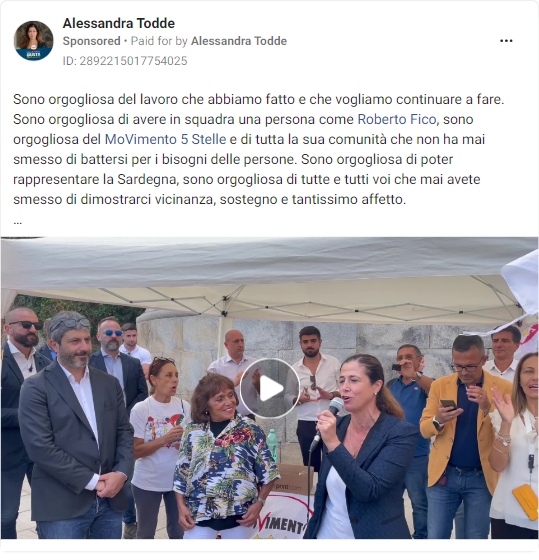 Alessandra Todde
Sponsored • Paid for by Alessandra Todde
ID: 2892215017754025
Sono orgogliosa del lavoro che abbiamo fatto e che vogliamo continuare a fare.
Sono orgogliosa di avere in squadra una persona come Roberto Fico, sono
orgogliosa del MoVimento 5 Stelle e di tutta la sua comunità che non ha mai
smesso di battersi per i bisogni delle persone. Sono orgogliosa di poter
rappresentare la Sardegna, sono orgogliosa di tutte e tutti voi che mai avete
smesso di dimostrarci vicinanza, sostegno e tantissimo affetto.
...
VIMENTO